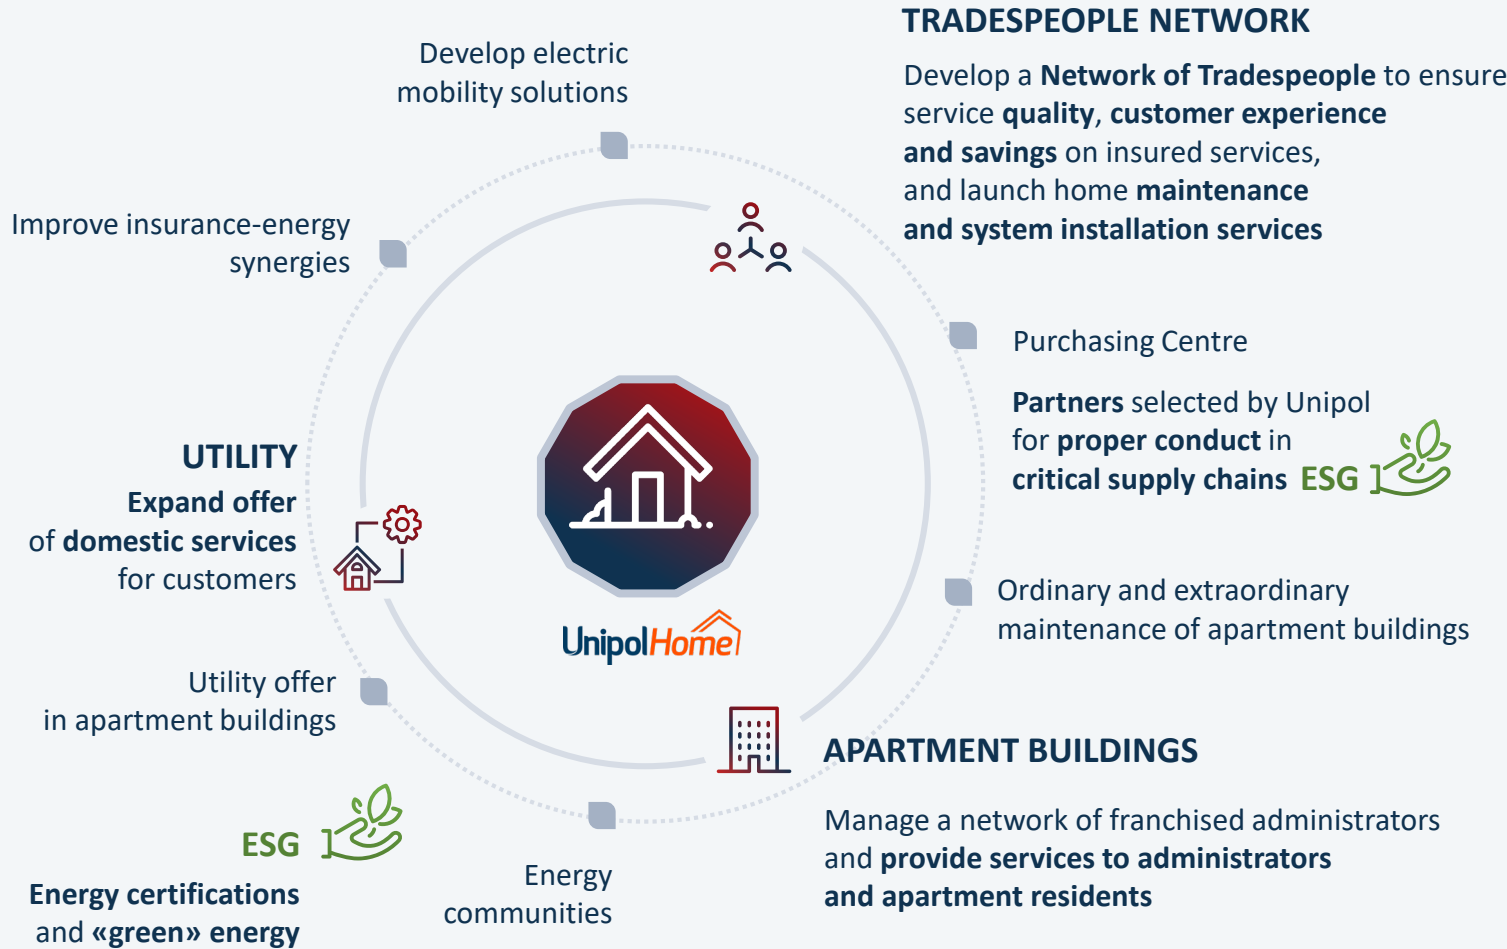 TRADESPEOPLE NETWORK
Develop a Network of Tradespeople to ensure
service quality, customer experience
and savings on insured services,
and launch home maintenance
and system installation services
Develop electric
mobility solutions
Improve insurance-energy
synergies
Purchasing Centre
Partners selected by Unipol
for proper conduct in
critical supply chains ESG
UTILITY
Expand offer
of domestic services
for customers
UnipolHome
Ordinary and extraordinary
maintenance of apartment buildings
Utility offer
in apartment buildings
APARTMENT BUILDINGS
Manage a network of franchised administrators
and provide services to administrators
and apartment residents
ESG
Energy certifications
and «green» energy
Energy
communities